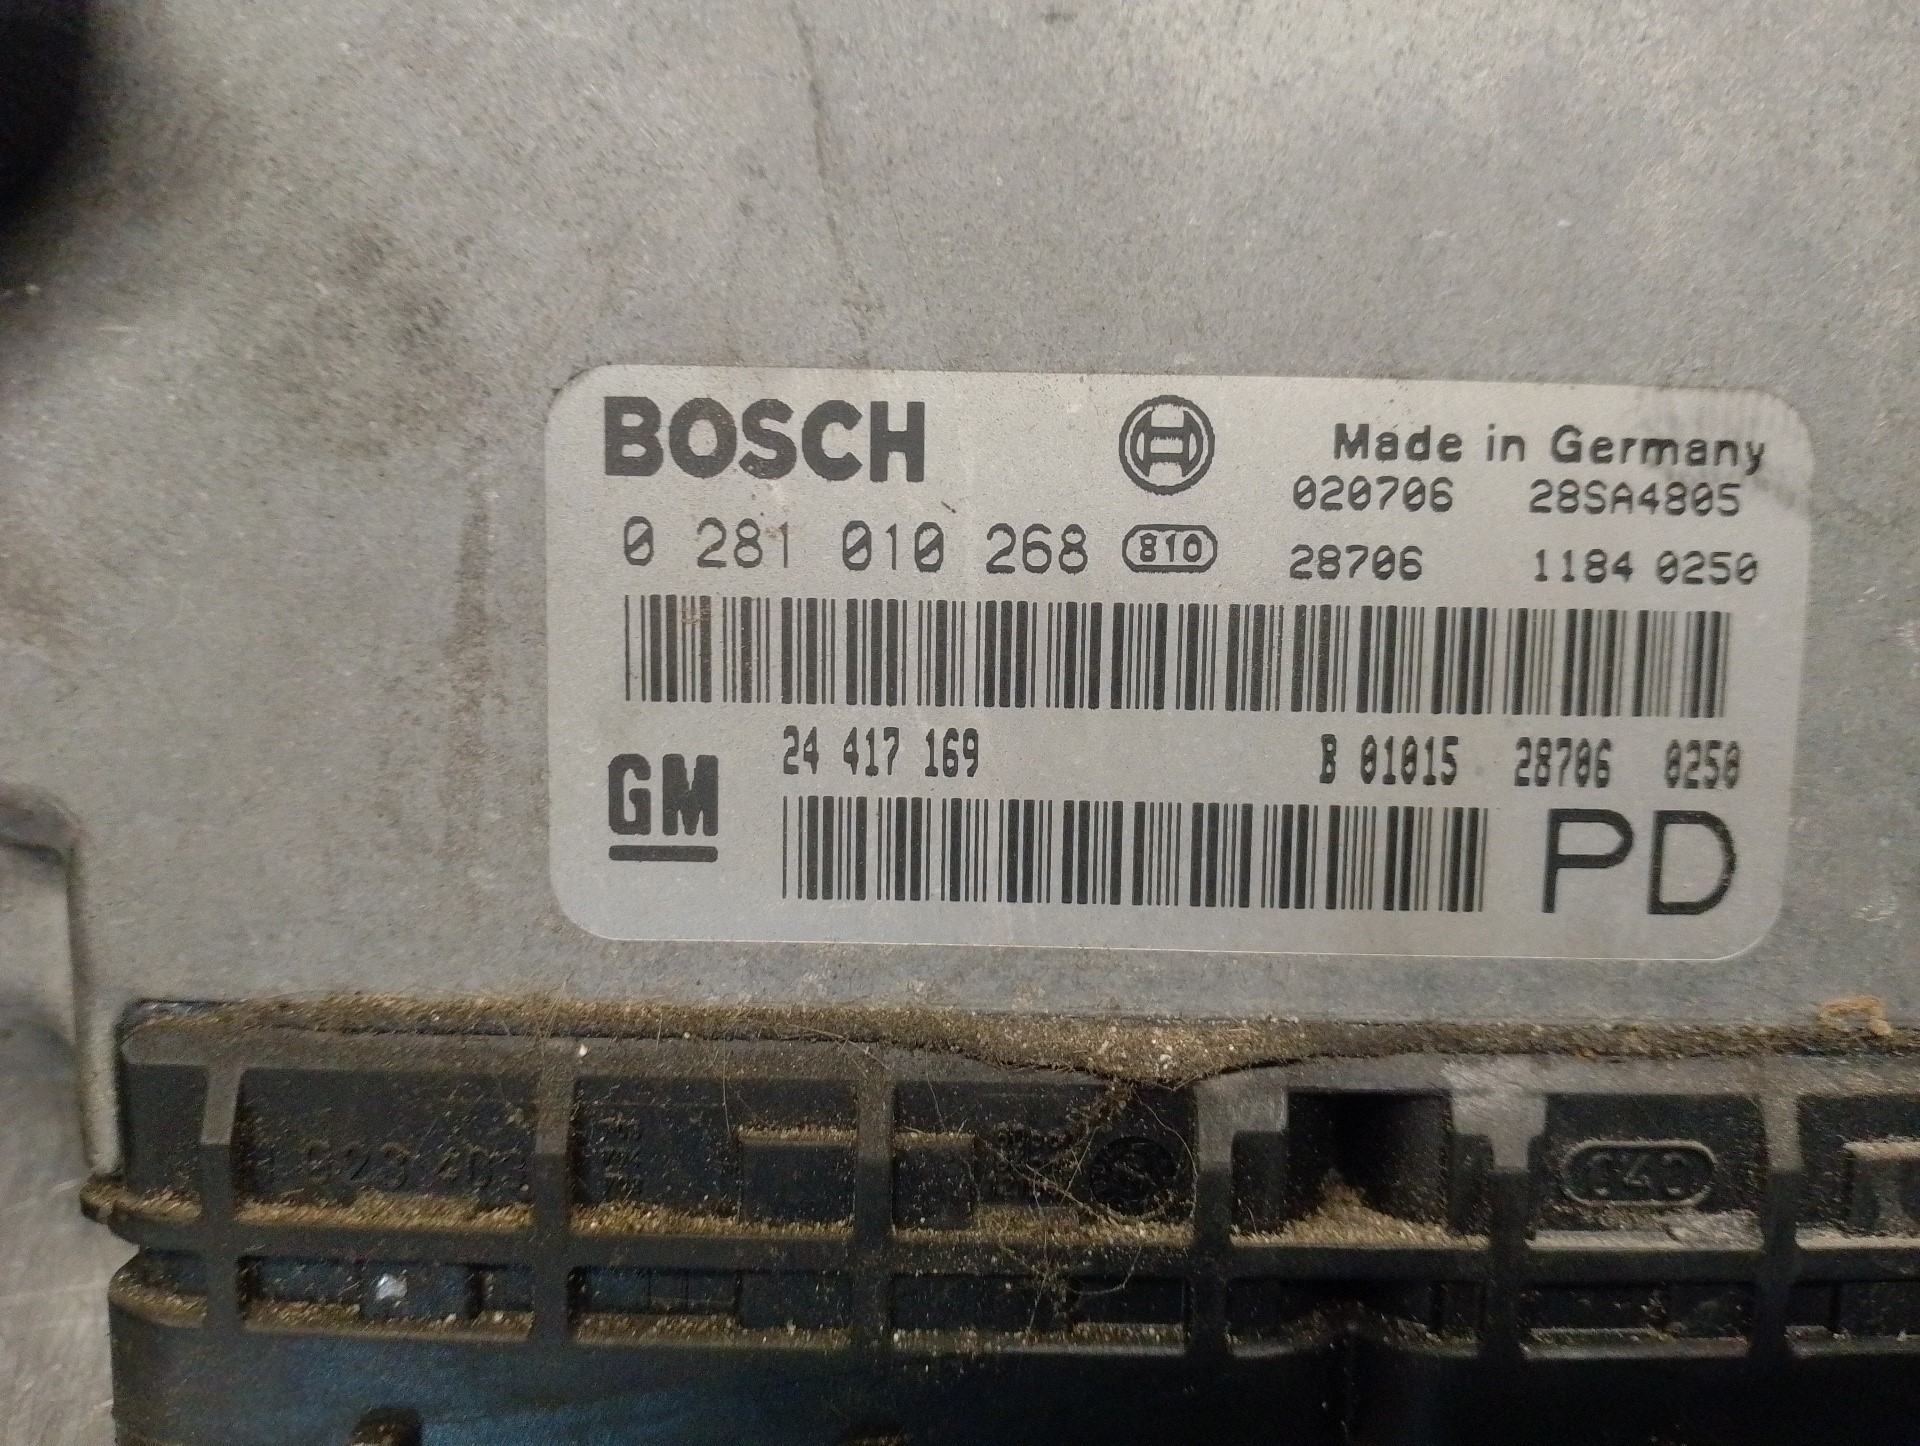 BOSCH
Made in Germany
020706 28SA4805
0 281 010 268 810 28706 1184 0250
24 417 169 B 01015 28706 0250
GM
PD
040